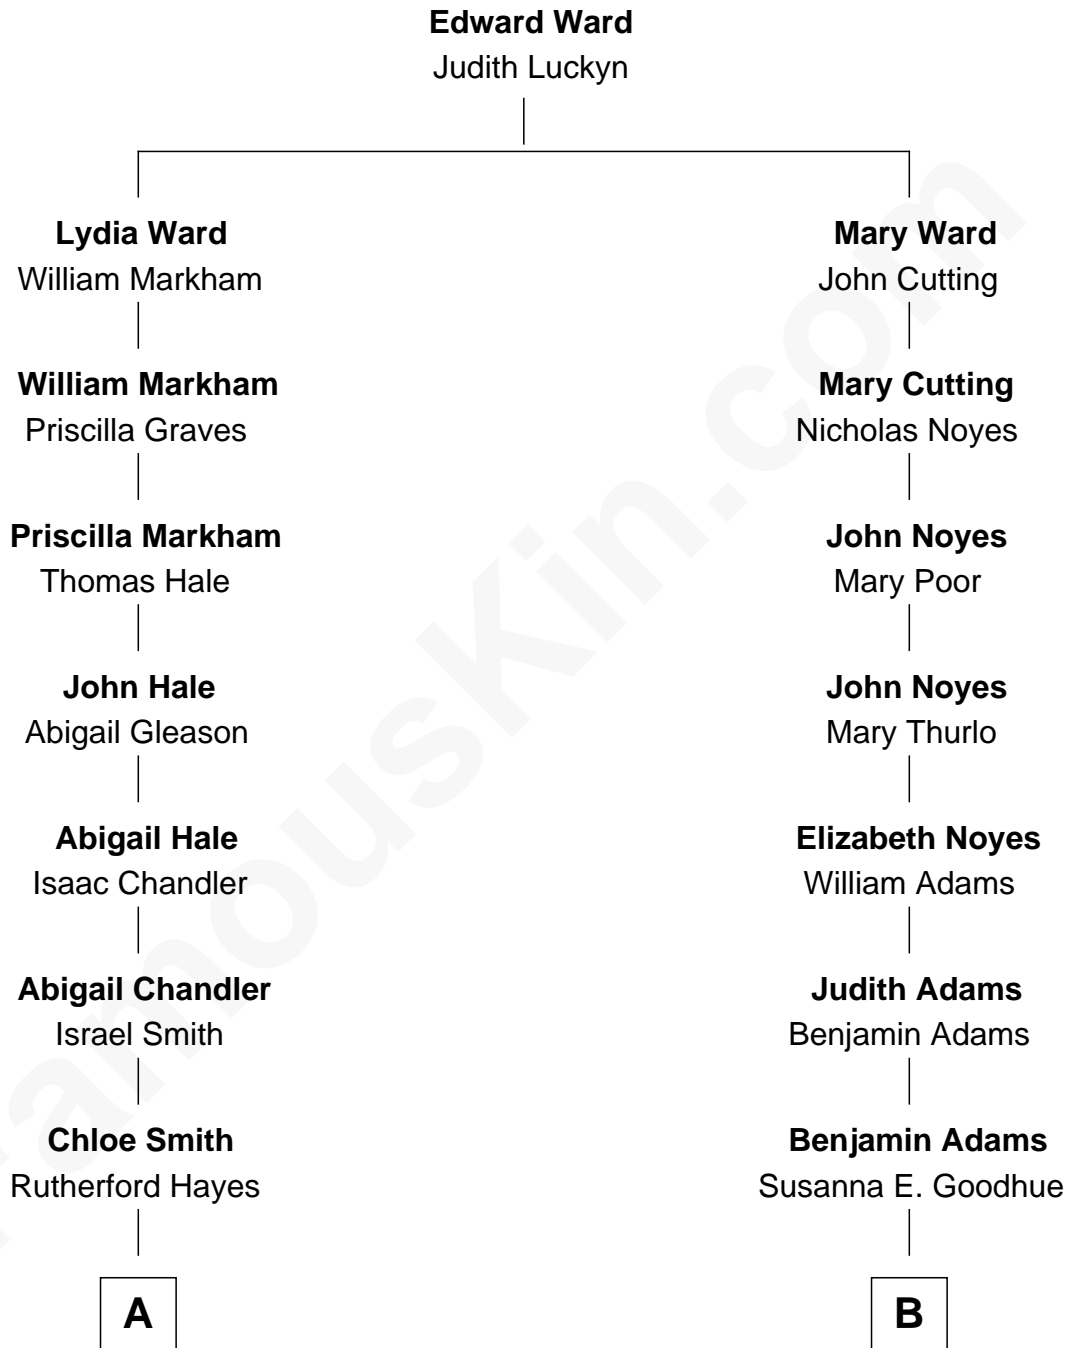 Edward Ward
Judith Luckyn
Lydia Ward
William Markham
Mary Ward
John Cutting
William Markham
Priscilla Graves
Mary Cutting
Nicholas Noyes
Priscilla Markham
Thomas Hale
John Noyes
Mary Poor
John Hale
Abigail Gleason
John Noyes
Mary Thurlo
Abigail Hale
Isaac Chandler
Elizabeth Noyes
William Adams
Abigail Chandler
Israel Smith
Judith Adams
Benjamin Adams
Chloe Smith
Rutherford Hayes
Benjamin Adams
Susanna E. Goodhue
A
B
FamousKin.com